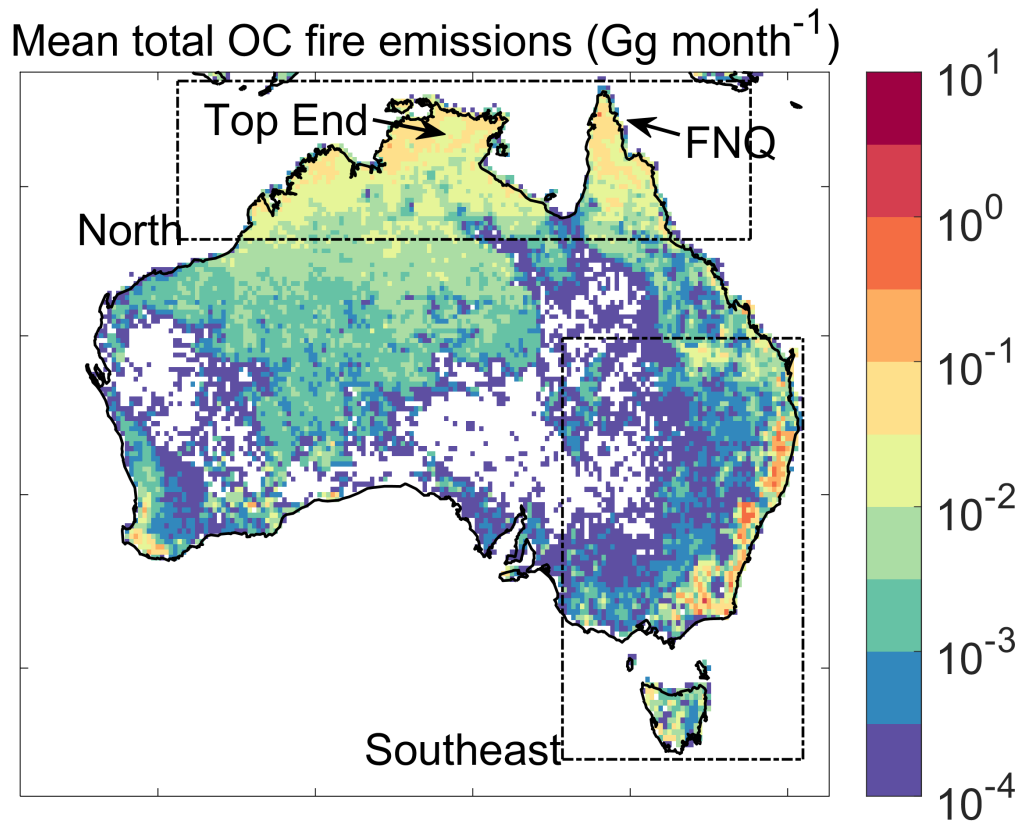 Mean total OC fire emissions (Gg month⁻¹)
Top End
FNQ
North
Southeast
10¹
10⁰
10⁻¹
10⁻²
10⁻³
10⁻⁴